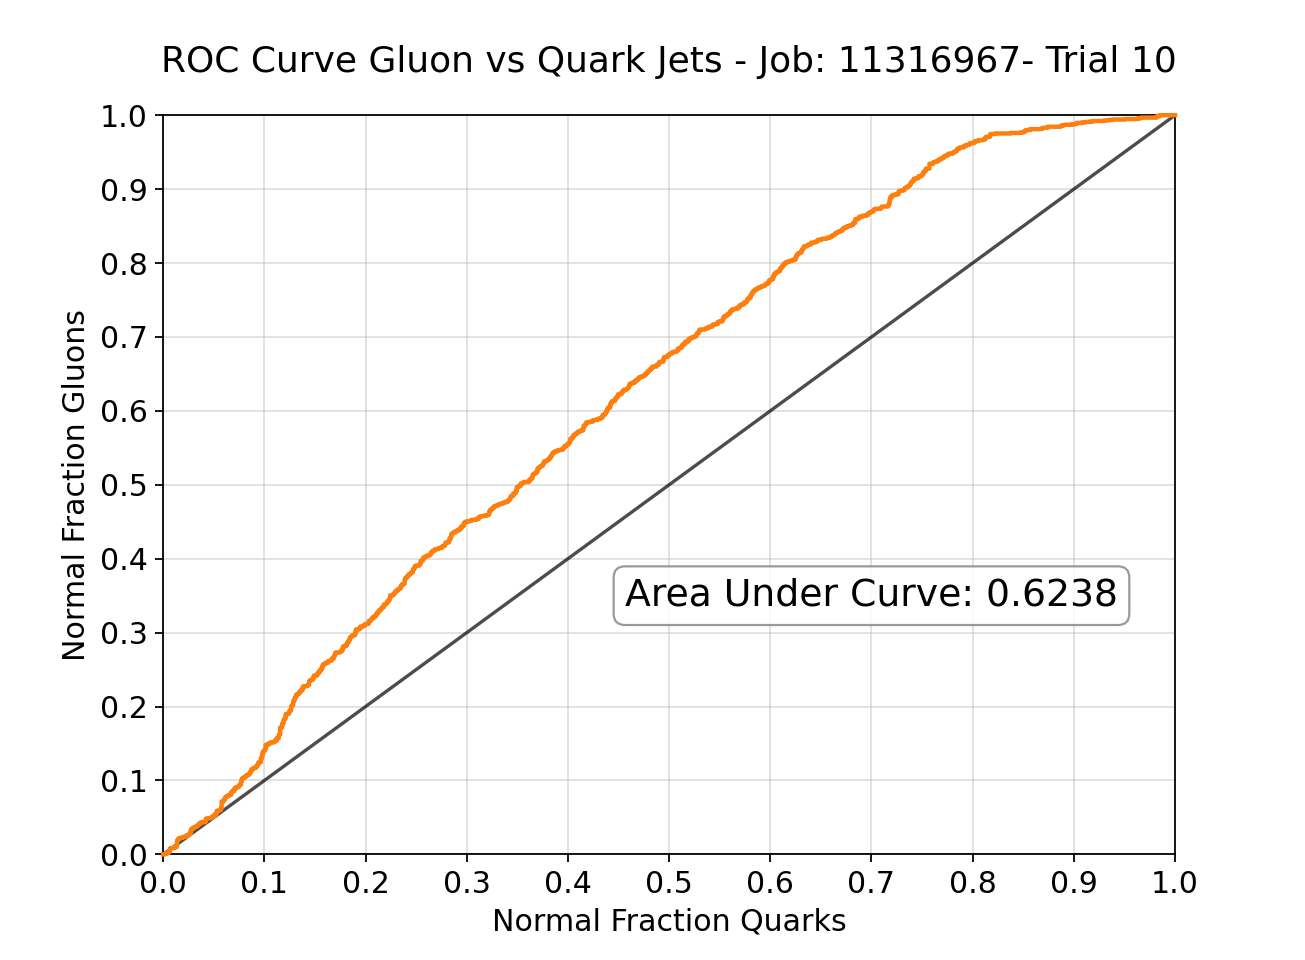 ROC Curve Gluon vs Quark Jets - Job: 11316967- Trial 10
1.0
0.9
0.8
0.7
0.6
0.5
0.4
0.3
0.2
0.1
0.0
Normal Fraction Gluons
Area Under Curve: 0.6238
0.0 0.1 0.2 0.3 0.4 0.5 0.6 0.7 0.8 0.9 1.0
Normal Fraction Quarks